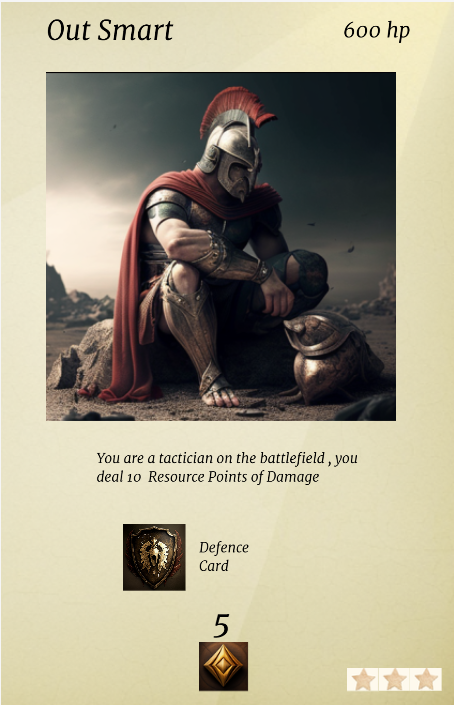 Out Smart
600 hp
You are a tactician on the battlefield , you
deal 10 Resource Points of Damage
Defence
Card
5